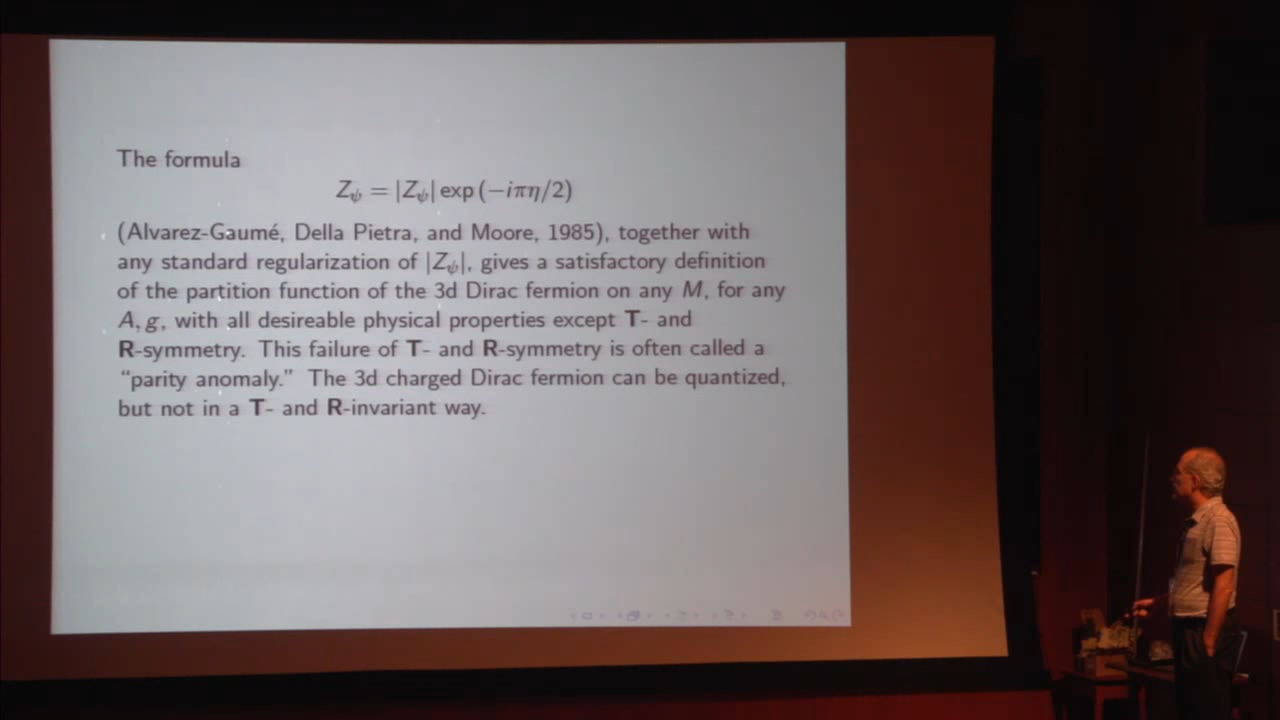 The formula
Z_ψ = |Z_ψ| exp (−iπη/2)
(Alvarez-Gaumé, Della Pietra, and Moore, 1985), together with
any standard regularization of |Z_ψ|, gives a satisfactory definition
of the partition function of the 3d Dirac fermion on any M, for any
A, g, with all desireable physical properties except T- and
R-symmetry. This failure of T- and R-symmetry is often called a
“parity anomaly.” The 3d charged Dirac fermion can be quantized,
but not in a T- and R-invariant way.